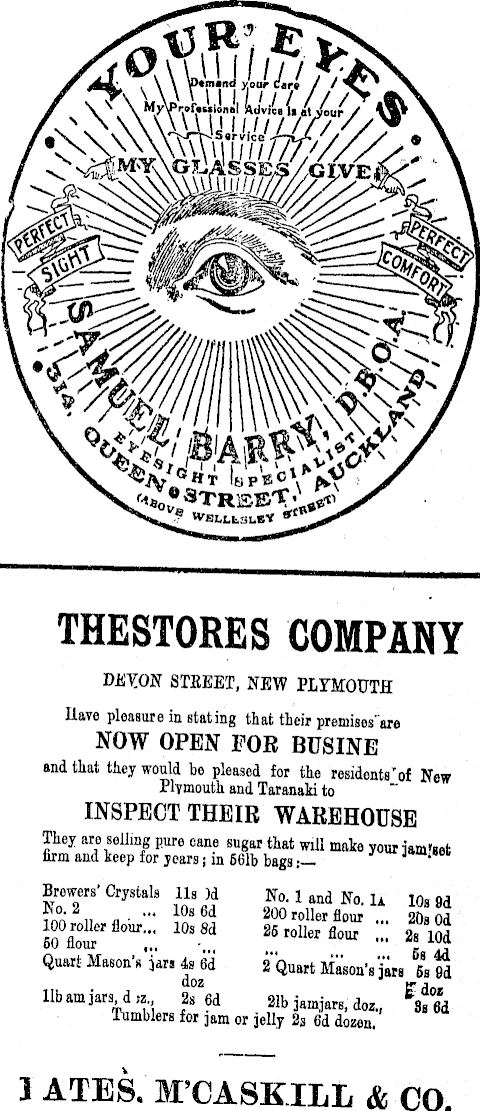 YOUR EYES
Demand your Care
My Professional Advice is at your
Service
MY GLASSES GIVE
PERFECT
SIGHT
PERFECT
COMFORT
SAMUEL BARRY, D.B.O.A.
EYESIGHT SPECIALIST
314, QUEEN STREET, AUCKLAND
(ABOVE WELLESLEY STREET)
THESTORES COMPANY
DEVON STREET, NEW PLYMOUTH
Have pleasure in stating that their premises are
NOW OPEN FOR BUSINE
and that they would be pleased for the residents of New
Plymouth and Taranaki to
INSPECT THEIR WAREHOUSE
They are selling pure cane sugar that will make your jam set
firm and keep for years; in 56lb bags:—
Brewers' Crystals 11s
No. 1 and No. 1A 10s 9d
No. 2 ... 10s 6d
200 roller flour ... 20s 0d
100 roller flour... 10s 8d
25 roller flour ... 2s 10d
50 flour ... ...
... ... ... 5s 4d
Quart Mason's jars 4s 6d
doz
2 Quart Mason's jars 5s 9d
doz
1lb am jars, d z., 2s 6d
2lb jamjars, doz., 3s 6d
Tumblers for jam or jelly 2s 6d dozen.
ATES, M'CASKILL & CO.